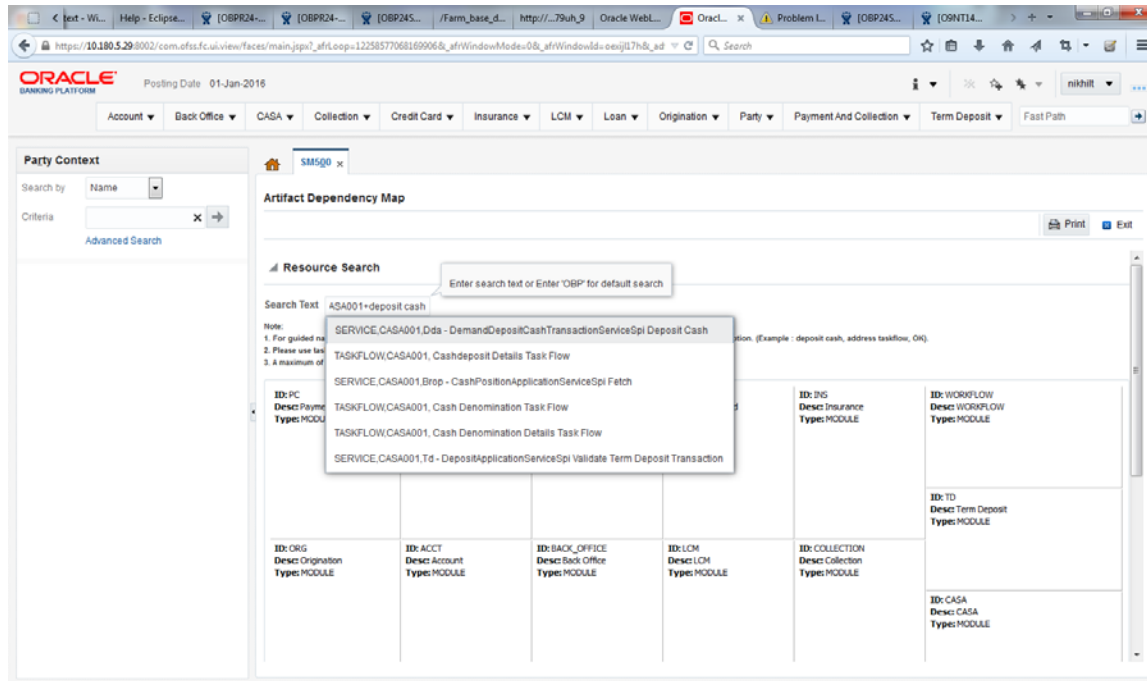 text - Wi... Help - Eclipse... [OBPR24-... [OBPR24-... [OBP245... /Farm_base_d... http://...79uh_9 Oracle WebL... Oracl... x Problem l... [OBP245... [O9NT14...
https://10.180.5.29:8002/com.ofss.fc.ui.view/faces/main.jspx?_afrLoop=12258577068169906&_afrWindowMode=0&_afrWindowId=oexijl17h&_ad Search
ORACLE
BANKING PLATFORM
Posting Date 01-Jan-2016
nikhilt
Account Back Office CASA Collection Credit Card Insurance LCM Loan Origination Party Payment And Collection Term Deposit Fast Path
Party Context
Search by Name
Criteria
Advanced Search
SM500 x
Artifact Dependency Map
Print Exit
Resource Search
Enter search text or Enter 'OBP' for default search
Search Text ASA001+deposit cash
Note:
1. For guided na
tion. (Example : deposit cash, address taskflow, OK).
2. Please use tas
3. A maximum of
SERVICE,CASA001,Dda - DemandDepositCashTransactionServiceSpi Deposit Cash
TASKFLOW,CASA001, Cashdeposit Details Task Flow
SERVICE,CASA001,Brop - CashPositionApplicationServiceSpi Fetch
TASKFLOW,CASA001, Cash Denomination Task Flow
TASKFLOW,CASA001, Cash Denomination Details Task Flow
SERVICE,CASA001,Td - DepositApplicationServiceSpi Validate Term Deposit Transaction
ID: PC
Desc: Payme
Type: MODU
ID: INS
Desc: Insurance
Type: MODULE
ID: WORKFLOW
Desc: WORKFLOW
Type: MODULE
ID: TD
Desc: Term Deposit
Type: MODULE
ID: ORG
Desc: Origination
Type: MODULE
ID: ACCT
Desc: Account
Type: MODULE
ID: BACK_OFFICE
Desc: Back Office
Type: MODULE
ID: LCM
Desc: LCM
Type: MODULE
ID: COLLECTION
Desc: Collection
Type: MODULE
ID: CASA
Desc: CASA
Type: MODULE